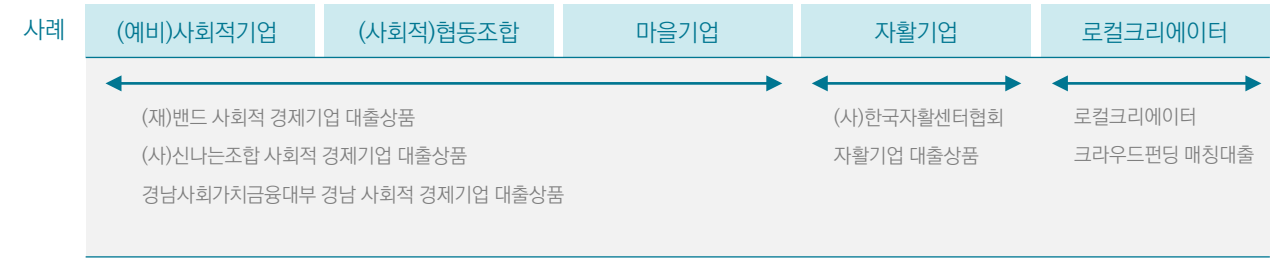 사례
(예비)사회적기업
(사회적)협동조합
마을기업
자활기업
로컬크리에이터
(재)밴드 사회적 경제기업 대출상품
(사)신나는조합 사회적 경제기업 대출상품
경남사회가치금융대부 경남 사회적 경제기업 대출상품
(사)한국자활센터협회
자활기업 대출상품
로컬크리에이터
크라우드펀딩 매칭대출